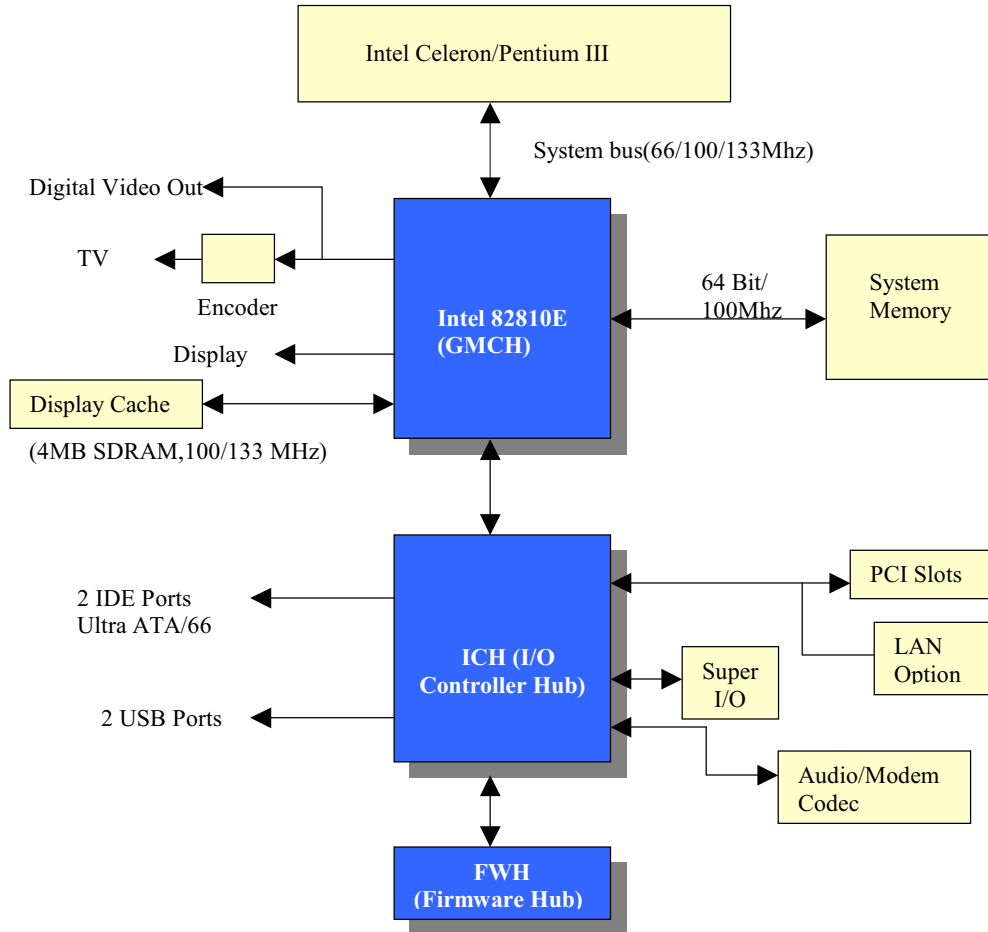 Intel Celeron/Pentium III
System bus(66/100/133Mhz)
Digital Video Out
TV
Encoder
Intel 82810E
(GMCH)
64 Bit/
100Mhz
System
Memory
Display
Display Cache
(4MB SDRAM,100/133 MHz)
2 IDE Ports
Ultra ATA/66
ICH (I/O
Controller Hub)
PCI Slots
LAN
Option
Super
I/O
2 USB Ports
Audio/Modem
Codec
FWH
(Firmware Hub)